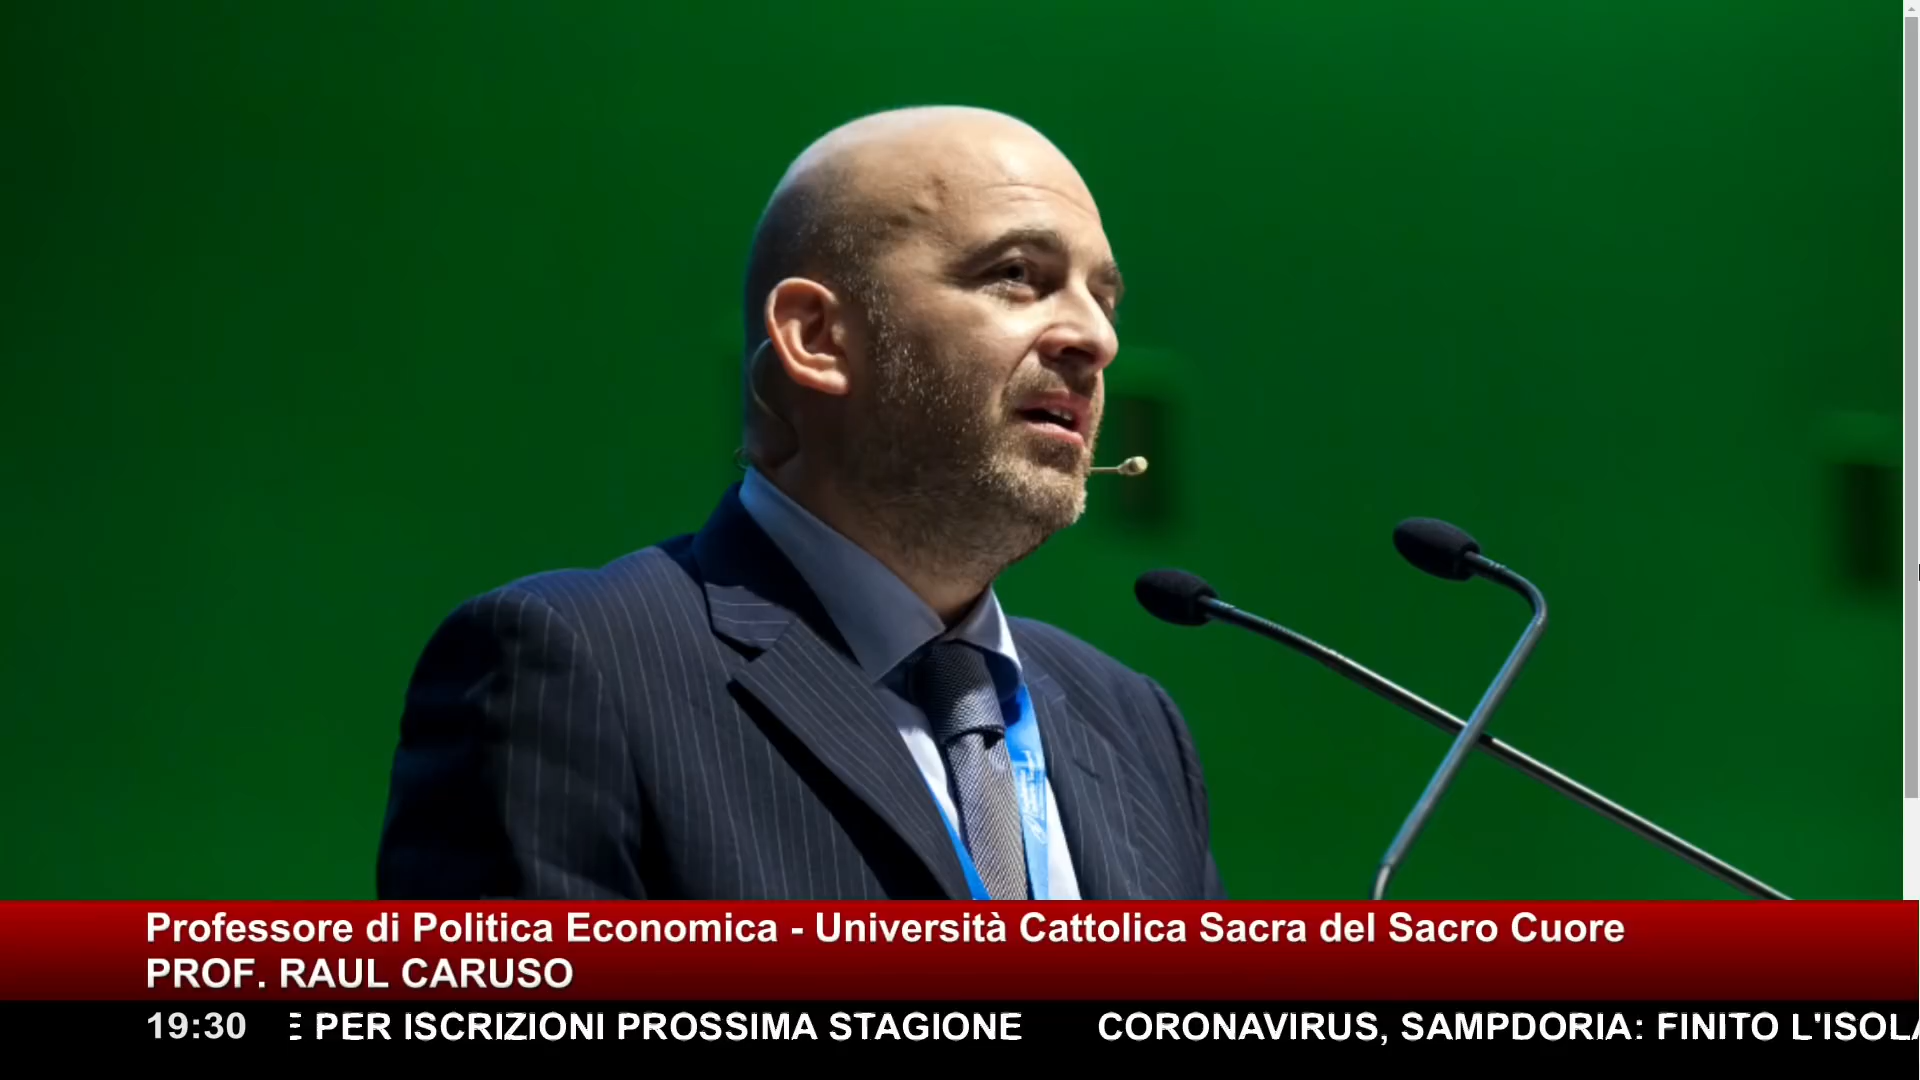 Professore di Politica Economica - Università Cattolica Sacra del Sacro Cuore
PROF. RAUL CARUSO
19:30 E PER ISCRIZIONI PROSSIMA STAGIONE CORONAVIRUS, SAMPDORIA: FINITO L'ISOLA